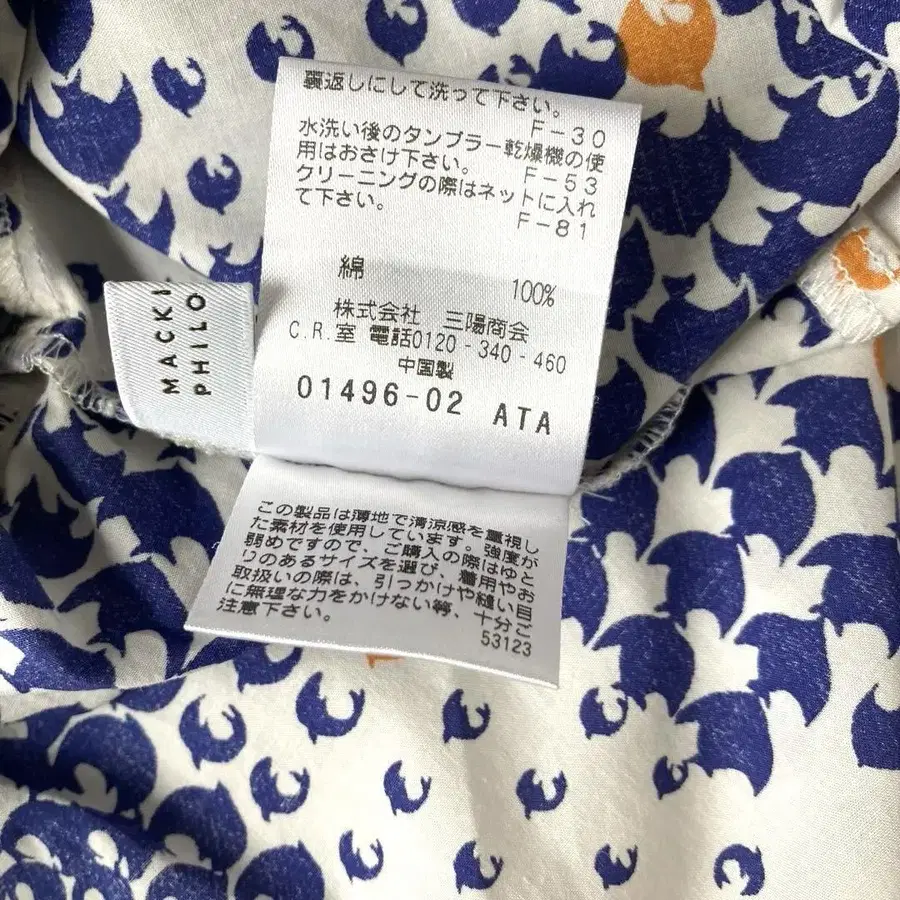 裏返しにして洗って下さい。
F-30
水洗い後のタンブラー乾燥機の使
用はおさけ下さい。 F-53
クリーニングの際はネットに入れ
て下さい。 F-81
綿 100%
株式会社 三陽商会
C.R.室 電話0120-340-460
中国製
01496-02 ATA
MACKI
PHILO
この製品は薄地で清涼感を重視し
た素材を使用しています。強度が
弱めですので、ご購入の際はゆと
りのあるサイズを選び、着用やお
取扱いの際は、引っかけや縫い目
に無理な力をかけない等、十分ご
注意下さい。
53123